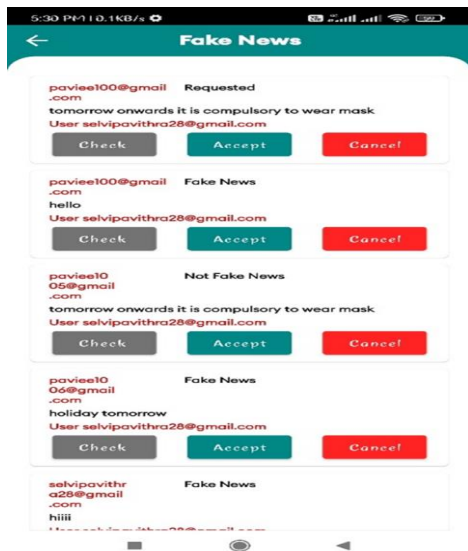 5:30 PM | 0.1KB/s
Fake News
paviee100@gmail Requested
.com
tomorrow onwards it is compulsory to wear mask
User selvipavithra28@gmail.com
Check Accept Cancel
paviee100@gmail Fake News
.com
hello
User selvipavithra28@gmail.com
Check Accept Cancel
paviee10 Not Fake News
05@gmail
.com
tomorrow onwards it is compulsory to wear mask
User selvipavithra28@gmail.com
Check Accept Cancel
paviee10 Fake News
06@gmail
.com
holiday tomorrow
User selvipavithra28@gmail.com
Check Accept Cancel
selvipavithr Fake News
a28@gmail
.com
hiiii